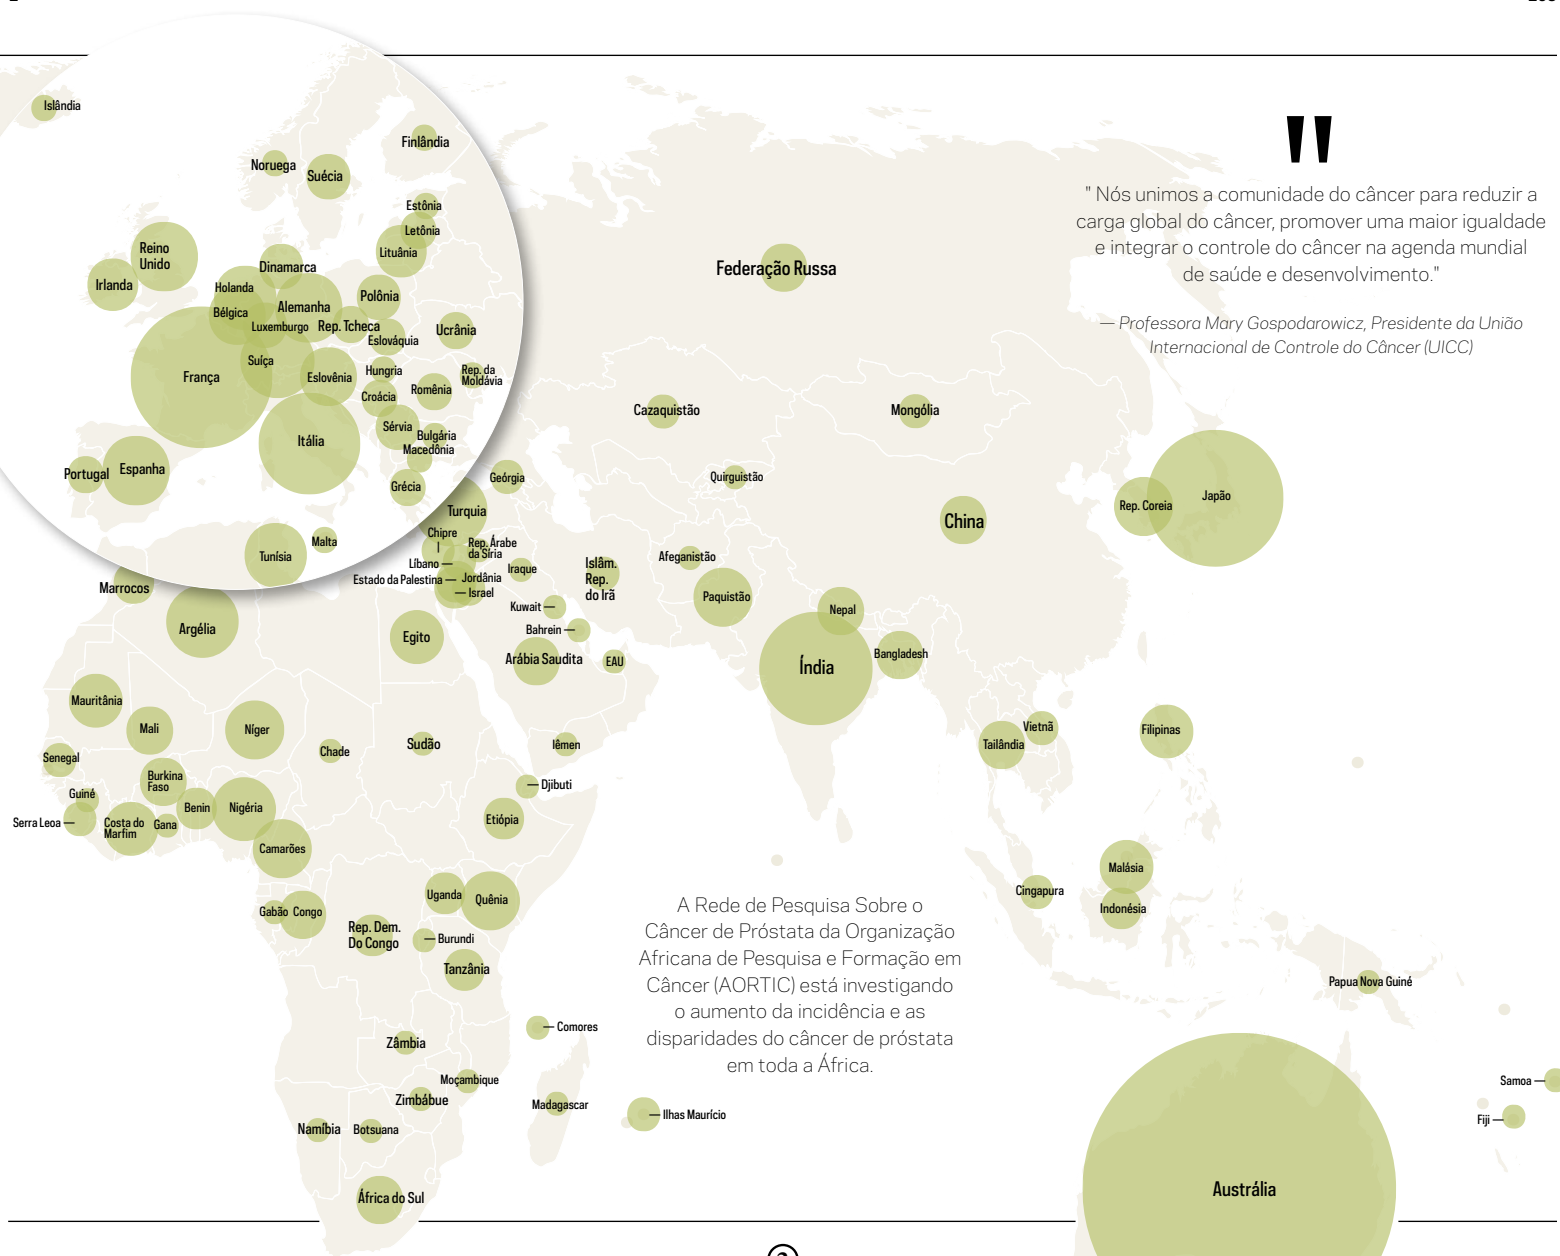 Islândia
Finlândia
Noruega
Suécia
Estônia
Letônia
Lituânia
Reino
Unido
Dinamarca
Irlanda
Holanda
Alemanha
Polônia
Bélgica
Luxemburgo
Rep. Tcheca
Ucrânia
Eslováquia
Suíça
França
Eslovênia
Hungria
Rep. da
Moldávia
Croácia
Romênia
Itália
Sérvia
Bulgária
Macedônia
Portugal
Espanha
Grécia
Tunísia
Malta
"
" Nós unimos a comunidade do câncer para reduzir a
carga global do câncer, promover uma maior igualdade
e integrar o controle do câncer na agenda mundial
de saúde e desenvolvimento."
— Professora Mary Gospodarowicz, Presidente da União
Internacional de Controle do Câncer (UICC)
Federação Russa
Cazaquistão
Mongólia
Geórgia
Quirguistão
China
Rep. Coreia
Japão
Turquia
Chipre
Rep. Árabe
da Síria
Líbano
Iraque
Estado da Palestina
Jordânia
Israel
Islâm.
Rep.
do Irã
Afeganistão
Paquistão
Nepal
Kuwait
Bahrein
Arábia Saudita
EAU
Índia
Bangladesh
Marrocos
Argélia
Egito
Mauritânia
Mali
Níger
Chade
Sudão
Iêmen
Vietnã
Tailândia
Filipinas
Senegal
Burkina
Faso
Djibuti
Guiné
Serra Leoa
Costa do
Marfim
Gana
Benin
Nigéria
Etiópia
Camarões
Malásia
Cingapura
Indonésia
Uganda
Quênia
Gabão
Congo
Rep. Dem.
Do Congo
Burundi
Tanzânia
A Rede de Pesquisa Sobre o
Câncer de Próstata da Organização
Africana de Pesquisa e Formação em
Câncer (AORTIC) está investigando
o aumento da incidência e as
disparidades do câncer de próstata
em toda a África.
Papua Nova Guiné
Comores
Zâmbia
Moçambique
Zimbábue
Madagascar
Ilhas Maurício
Samoa
Fiji
Namíbia
Botsuana
África do Sul
Austrália